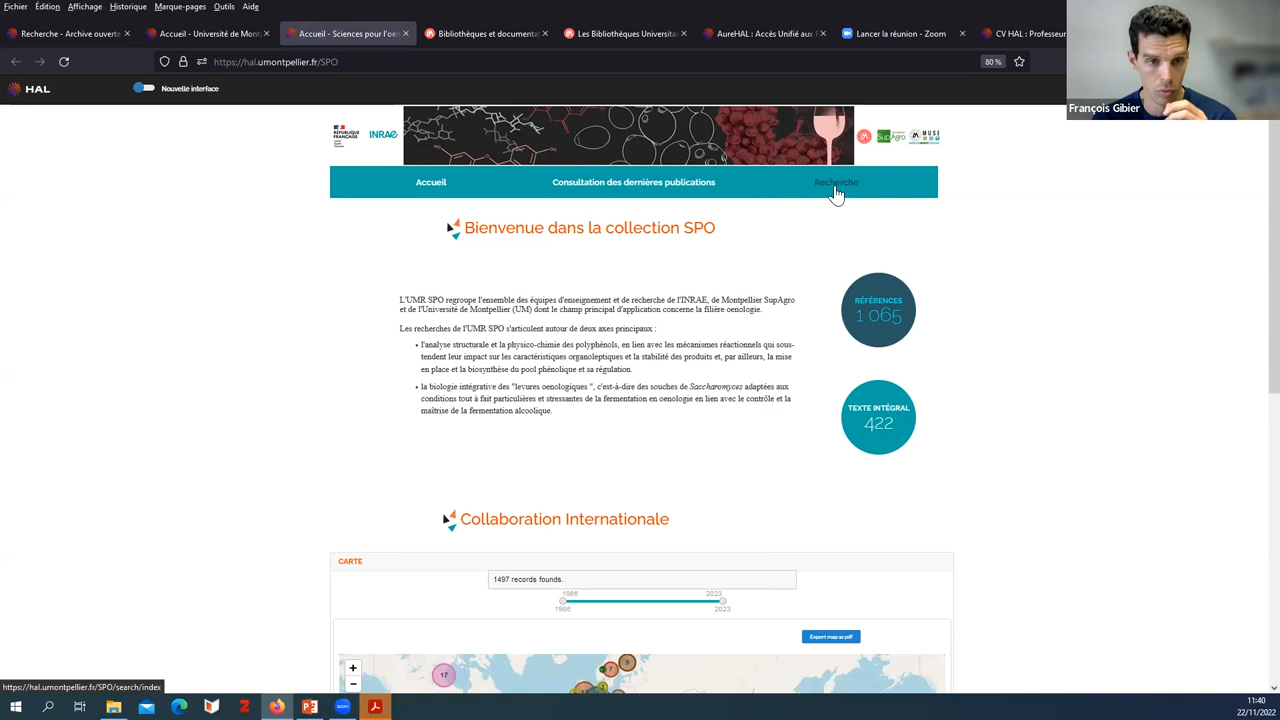 Fichier Édition Affichage Historique Marque-pages Outils Aide
Recherche - Archive ouverte
Accueil - Université de Mont
Accueil - Sciences pour l'oen
Bibliothèques et documentat
Les Bibliothèques Universitai
AureHAL : Accès Unifié aux R
Lancer la réunion - Zoom
CV HAL : Professeu
https://hal.umontpellier.fr/SPO
80 %
HAL
Nouvelle interface
François Gibier
RÉPUBLIQUE
FRANÇAISE
INRAE
SupAgro
MUSE
Accueil
Consultation des dernières publications
Recherche
Bienvenue dans la collection SPO
L'UMR SPO regroupe l'ensemble des équipes d'enseignement et de recherche de l'INRAE, de Montpellier SupAgro
et de l'Université de Montpellier (UM) dont le champ principal d'application concerne la filière oenologie.
Les recherches de l'UMR SPO s'articulent autour de deux axes principaux :
• l'analyse structurale et la physico-chimie des polyphénols, en lien avec les mécanismes réactionnels qui sous-
tendent leur impact sur les caractéristiques organoleptiques et la stabilité des produits et, par ailleurs, la mise
en place et la biosynthèse du pool phénolique et sa régulation.
• la biologie intégrative des "levures oenologiques ", c'est-à-dire des souches de Saccharomyces adaptées aux
conditions tout à fait particulières et stressantes de la fermentation en oenologie en lien avec le contrôle et la
maîtrise de la fermentation alcoolique.
RÉFÉRENCES
1 065
TEXTE INTÉGRAL
422
Collaboration Internationale
CARTE
1497 records founds.
1986 2023
1986 2023
Export map as pdf
+
−
17
7
9
https://hal.umontpellier.fr/SPO/search/index
zoom
11:40
22/11/2022